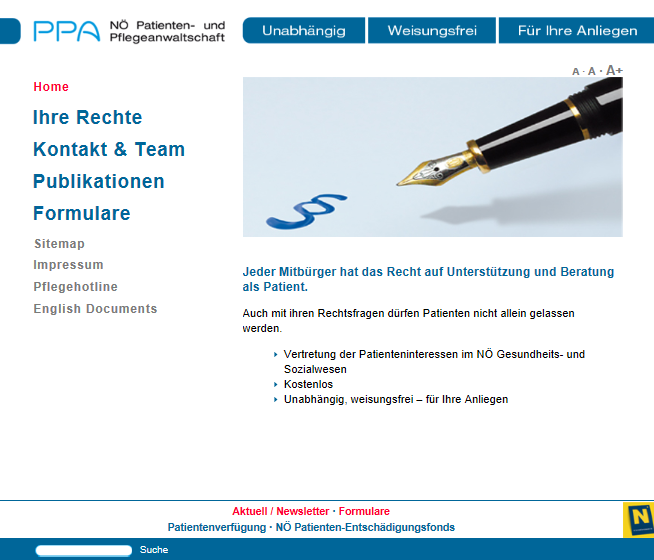 PPA NÖ Patienten- und
Pflegeanwaltschaft
Unabhängig
Weisungsfrei
Für Ihre Anliegen
A · A · A+
Home
Ihre Rechte
Kontakt & Team
Publikationen
Formulare
Sitemap
Impressum
Pflegehotline
English Documents
§
Jeder Mitbürger hat das Recht auf Unterstützung und Beratung
als Patient.
Auch mit ihren Rechtsfragen dürfen Patienten nicht allein gelassen
werden.
Vertretung der Patienteninteressen im NÖ Gesundheits- und
Sozialwesen
Kostenlos
Unabhängig, weisungsfrei – für Ihre Anliegen
Aktuell / Newsletter · Formulare
Patientenverfügung · NÖ Patienten-Entschädigungsfonds
N
Suche